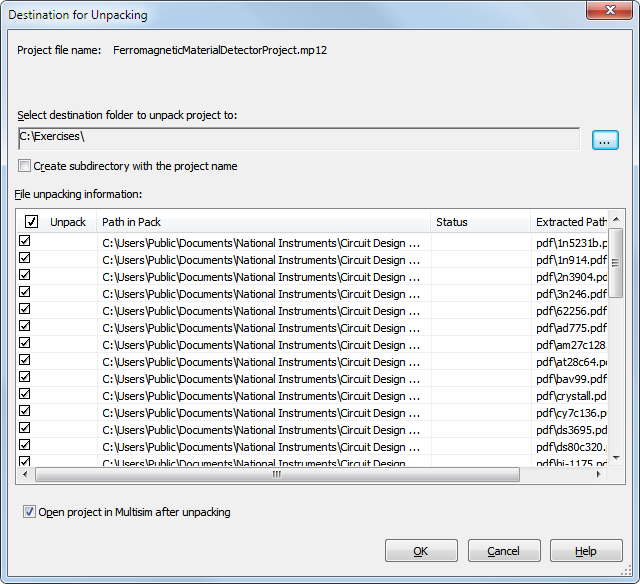 Destination for Unpacking
Project file name: FerromagneticMaterialDetectorProject.mp12
Select destination folder to unpack project to:
C:\Exercises\
...
Create subdirectory with the project name
File unpacking information:
Unpack Path in Pack Status Extracted Path
C:\Users\Public\Documents\National Instruments\Circuit Design ... pdf\1n5231b.p
C:\Users\Public\Documents\National Instruments\Circuit Design ... pdf\1n914.pdf
C:\Users\Public\Documents\National Instruments\Circuit Design ... pdf\2n3904.pd
C:\Users\Public\Documents\National Instruments\Circuit Design ... pdf\3n246.pdf
C:\Users\Public\Documents\National Instruments\Circuit Design ... pdf\62256.pdf
C:\Users\Public\Documents\National Instruments\Circuit Design ... pdf\ad775.pdf
C:\Users\Public\Documents\National Instruments\Circuit Design ... pdf\am27c128.
C:\Users\Public\Documents\National Instruments\Circuit Design ... pdf\at28c64.p
C:\Users\Public\Documents\National Instruments\Circuit Design ... pdf\bav99.pdf
C:\Users\Public\Documents\National Instruments\Circuit Design ... pdf\crystall.pd
C:\Users\Public\Documents\National Instruments\Circuit Design ... pdf\cy7c136.p
C:\Users\Public\Documents\National Instruments\Circuit Design ... pdf\ds3695.pd
C:\Users\Public\Documents\National Instruments\Circuit Design ... pdf\ds80c320.
C:\Users\Public\Documents\National Instruments\Circuit Design ... pdf\hi-1175.pd
Open project in Multisim after unpacking
OK Cancel Help